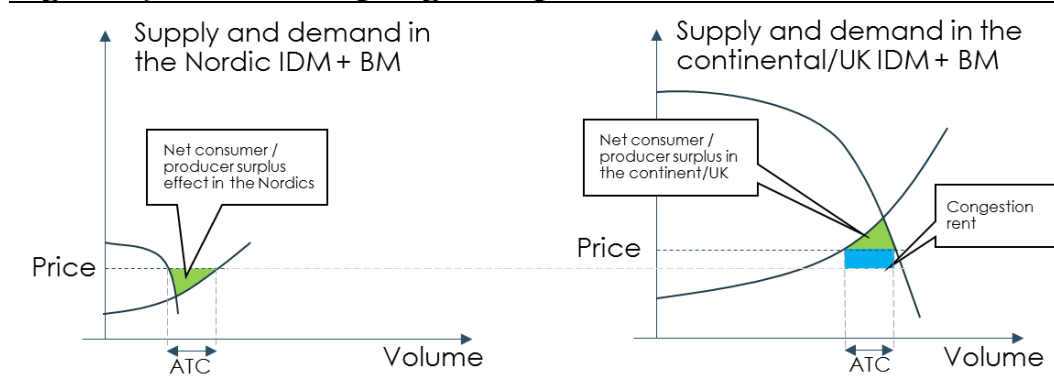 Supply and demand in
the Nordic IDM + BM
Net consumer /
producer surplus
effect in the Nordics
Price
ATC
Volume
Supply and demand in the
continental/UK IDM + BM
Net consumer /
producer surplus in
the continent/UK
Congestion
rent
Price
ATC
Volume